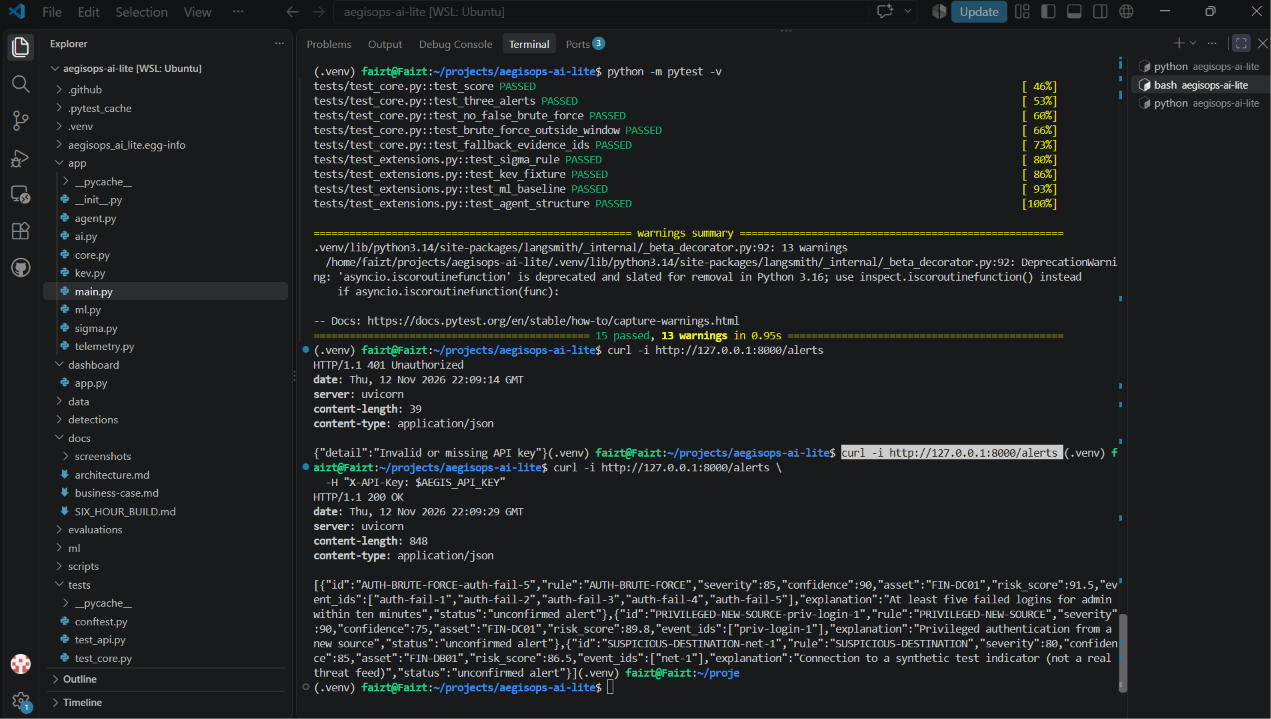 File Edit Selection View ··· aegisops-ai-lite [WSL: Ubuntu] Update
Explorer ···
aegisops-ai-lite [WSL: Ubuntu]
.github
.pytest_cache
.venv
aegisops_ai_lite.egg-info
app
__pycache__
__init__.py
agent.py
ai.py
core.py
kev.py
main.py
ml.py
sigma.py
telemetry.py
dashboard
app.py
data
detections
docs
screenshots
architecture.md
business-case.md
SIX_HOUR_BUILD.md
evaluations
ml
scripts
tests
__pycache__
conftest.py
test_api.py
test_core.py
Outline
Timeline
1
Problems Output Debug Console Terminal Ports 3
(.venv) faizt@Faizt:~/projects/aegisops-ai-lite$ python -m pytest -v
tests/test_core.py::test_score PASSED [ 46%]
tests/test_core.py::test_three_alerts PASSED [ 53%]
tests/test_core.py::test_no_false_brute_force PASSED [ 60%]
tests/test_core.py::test_brute_force_outside_window PASSED [ 66%]
tests/test_core.py::test_fallback_evidence_ids PASSED [ 73%]
tests/test_extensions.py::test_sigma_rule PASSED [ 80%]
tests/test_extensions.py::test_kev_fixture PASSED [ 86%]
tests/test_extensions.py::test_ml_baseline PASSED [ 93%]
tests/test_extensions.py::test_agent_structure PASSED [100%]
================================================= warnings summary ==================================================
.venv/lib/python3.14/site-packages/langsmith/_internal/_beta_decorator.py:92: 13 warnings
/home/faizt/projects/aegisops-ai-lite/.venv/lib/python3.14/site-packages/langsmith/_internal/_beta_decorator.py:92: DeprecationWarni
ng: 'asyncio.iscoroutinefunction' is deprecated and slated for removal in Python 3.16; use inspect.iscoroutinefunction() instead
if asyncio.iscoroutinefunction(func):
-- Docs: https://docs.pytest.org/en/stable/how-to/capture-warnings.html
========================================== 15 passed, 13 warnings in 0.95s ==========================================
(.venv) faizt@Faizt:~/projects/aegisops-ai-lite$ curl -i http://127.0.0.1:8000/alerts
HTTP/1.1 401 Unauthorized
date: Thu, 12 Nov 2026 22:09:14 GMT
server: uvicorn
content-length: 39
content-type: application/json
{"detail":"Invalid or missing API key"}(.venv) faizt@Faizt:~/projects/aegisops-ai-lite$ curl -i http://127.0.0.1:8000/alerts (.venv) f
aizt@Faizt:~/projects/aegisops-ai-lite$ curl -i http://127.0.0.1:8000/alerts \
-H "X-API-Key: $AEGIS_API_KEY"
HTTP/1.1 200 OK
date: Thu, 12 Nov 2026 22:09:29 GMT
server: uvicorn
content-length: 848
content-type: application/json
[{"id":"AUTH-BRUTE-FORCE-auth-fail-5","rule":"AUTH-BRUTE-FORCE","severity":85,"confidence":90,"asset":"FIN-DC01","risk_score":91.5,"ev
ent_ids":["auth-fail-1","auth-fail-2","auth-fail-3","auth-fail-4","auth-fail-5"],"explanation":"At least five failed logins for admin
within ten minutes","status":"unconfirmed alert"},{"id":"PRIVILEGED-NEW-SOURCE-priv-login-1","rule":"PRIVILEGED-NEW-SOURCE","severity"
:90,"confidence":75,"asset":"FIN-DC01","risk_score":89.8,"event_ids":["priv-login-1"],"explanation":"Privileged authentication from a
new source","status":"unconfirmed alert"},{"id":"SUSPICIOUS-DESTINATION-net-1","rule":"SUSPICIOUS-DESTINATION","severity":80,"confiden
ce":85,"asset":"FIN-DB01","risk_score":86.5,"event_ids":["net-1"],"explanation":"Connection to a synthetic test indicator (not a real
threat feed)","status":"unconfirmed alert"}](.venv) faizt@Faizt:~/proje
(.venv) faizt@Faizt:~/projects/aegisops-ai-lite$
python aegisops-ai-lite
bash aegisops-ai-lite
python aegisops-ai-lite